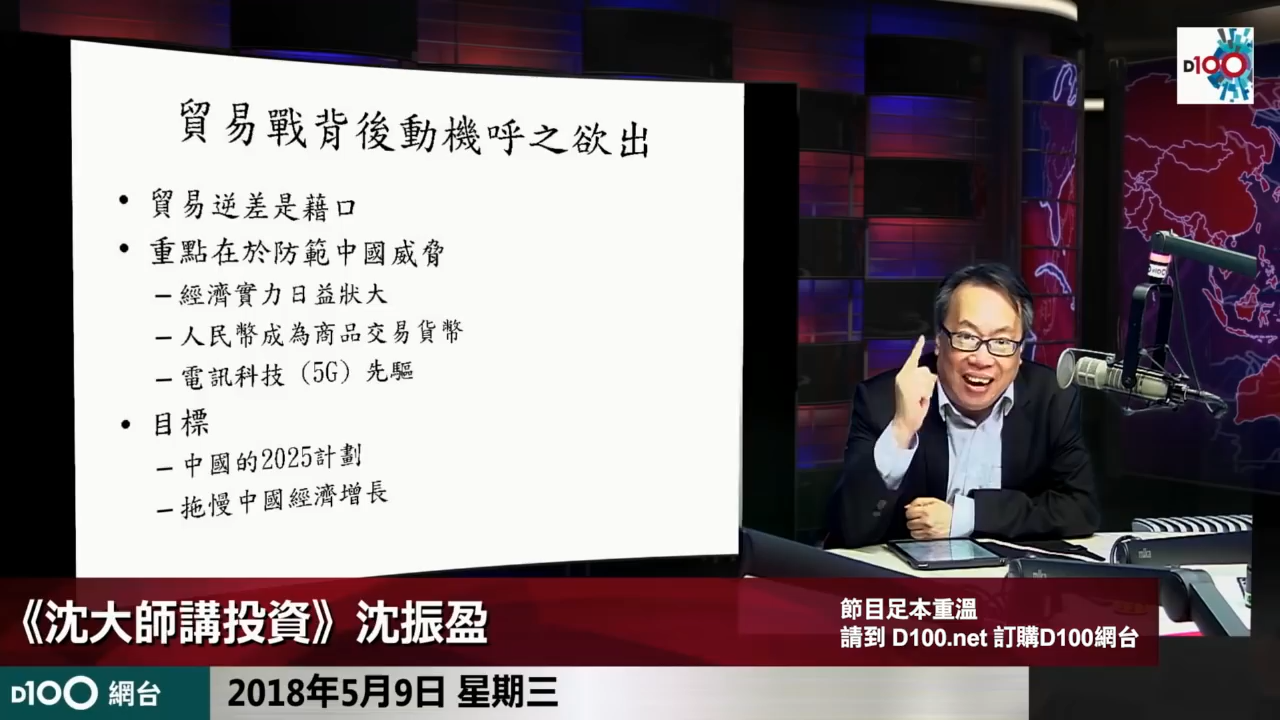 貿易戰背後動機呼之欲出
• 貿易逆差是藉口
• 重點在於防範中國威脅
– 經濟實力日益狀大
– 人民幣成為商品交易貨幣
– 電訊科技（5G）先驅
• 目標
– 中國的2025計劃
– 拖慢中國經濟增長
D100
D100
《沈大師講投資》沈振盈
節目足本重溫
請到 D100.net 訂購D100網台
D100 網台
2018年5月9日 星期三
mika
mika